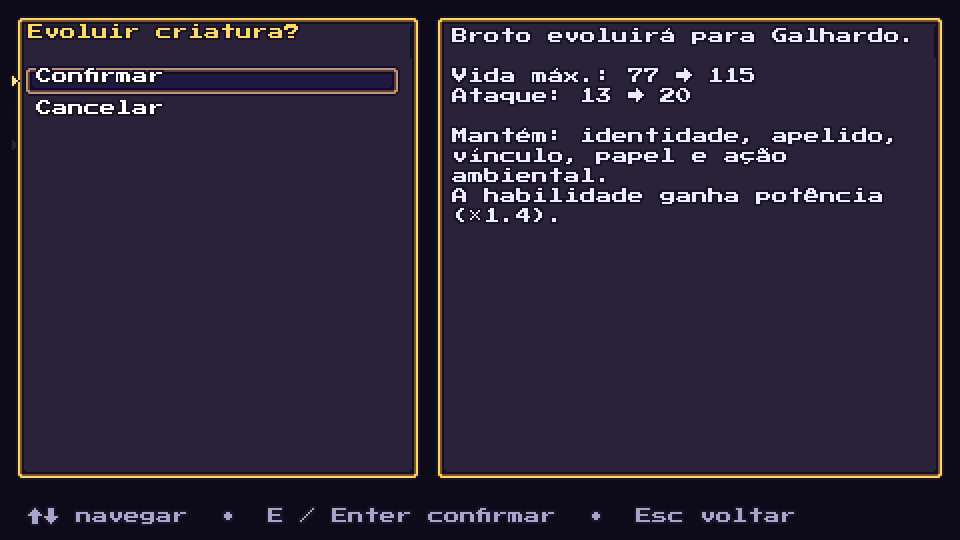 Evoluir criatura?
Confirmar
Cancelar
Broto evoluirá para Galhardo.
Vida máx.: 77 → 115
Ataque: 13 → 20
Mantém: identidade, apelido,
vínculo, papel e ação
ambiental.
A habilidade ganha potência
(×1.4).
↑↓ navegar • E / Enter confirmar • Esc voltar